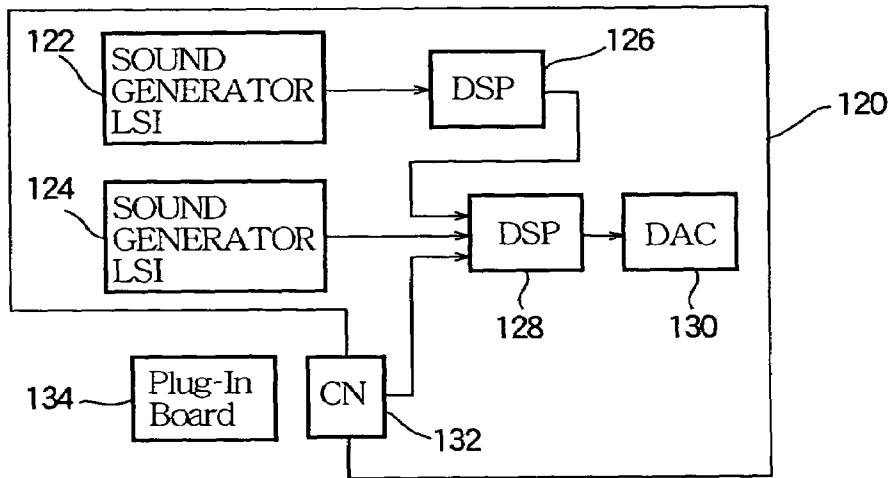 122
SOUND
GENERATOR
LSI
DSP
126
120
124
SOUND
GENERATOR
LSI
DSP
DAC
128
130
134
Plug-In
Board
CN
132